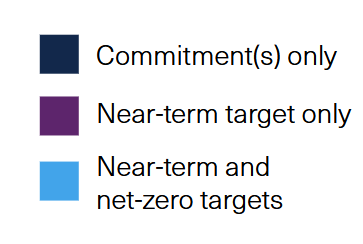 Commitment(s) only
Near-term target only
Near-term and
net-zero targets